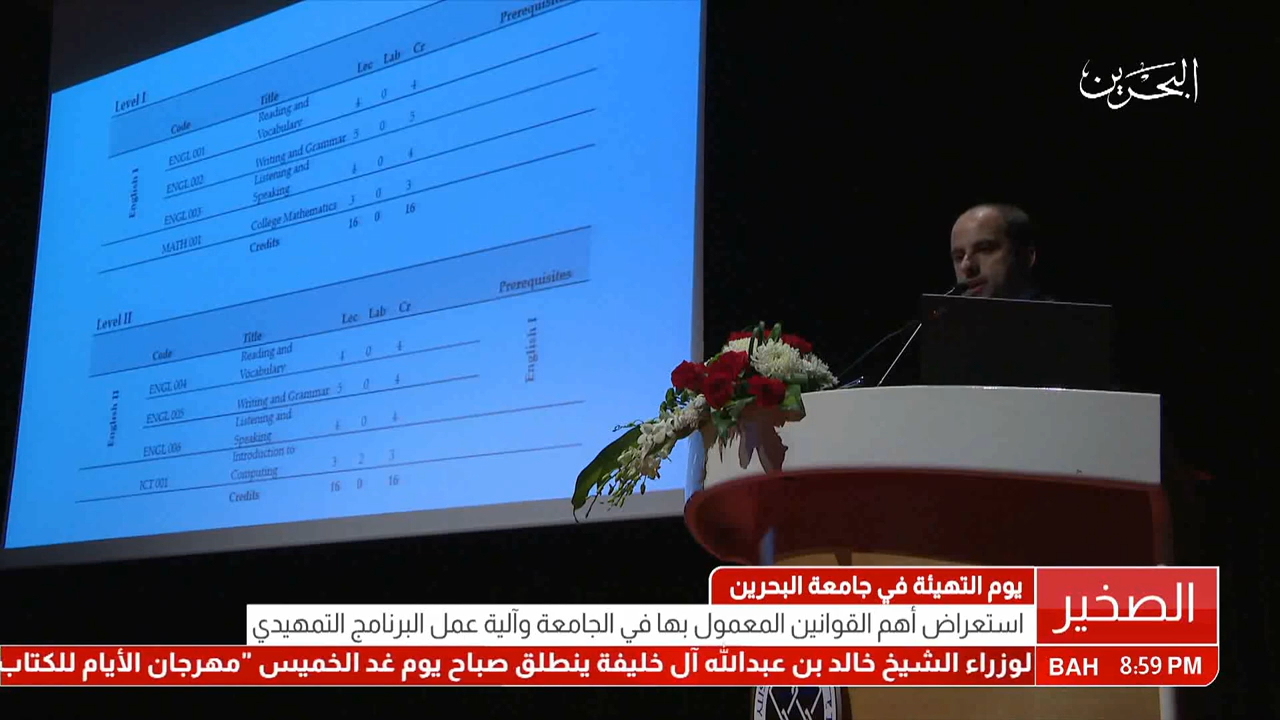 البحرين
Prerequisites
Level I
Code Title Lec Lab Cr
English I
ENGL 001 Reading and Vocabulary 4 0 4
ENGL 002 Writing and Grammar 5 0 5
ENGL 003 Listening and Speaking 4 0 4
MATH 001 College Mathematics 3 0 3
Credits 16 0 16
Level II
Code Title Lec Lab Cr Prerequisites
English II
English I
ENGL 004 Reading and Vocabulary 4 0 4
ENGL 005 Writing and Grammar 5 0 4
ENGL 006 Listening and Speaking 4 0 4
ICT 001 Introduction to Computing 3 2 3
Credits 16 0 16
يوم التهيئة في جامعة البحرين
الصخير
استعراض أهم القوانين المعمول بها في الجامعة وآلية عمل البرنامج التمهيدي
لوزراء الشيخ خالد بن عبدالله آل خليفة ينطلق صباح يوم غد الخميس "مهرجان الأيام للكتاب
BAH 8:59 PM